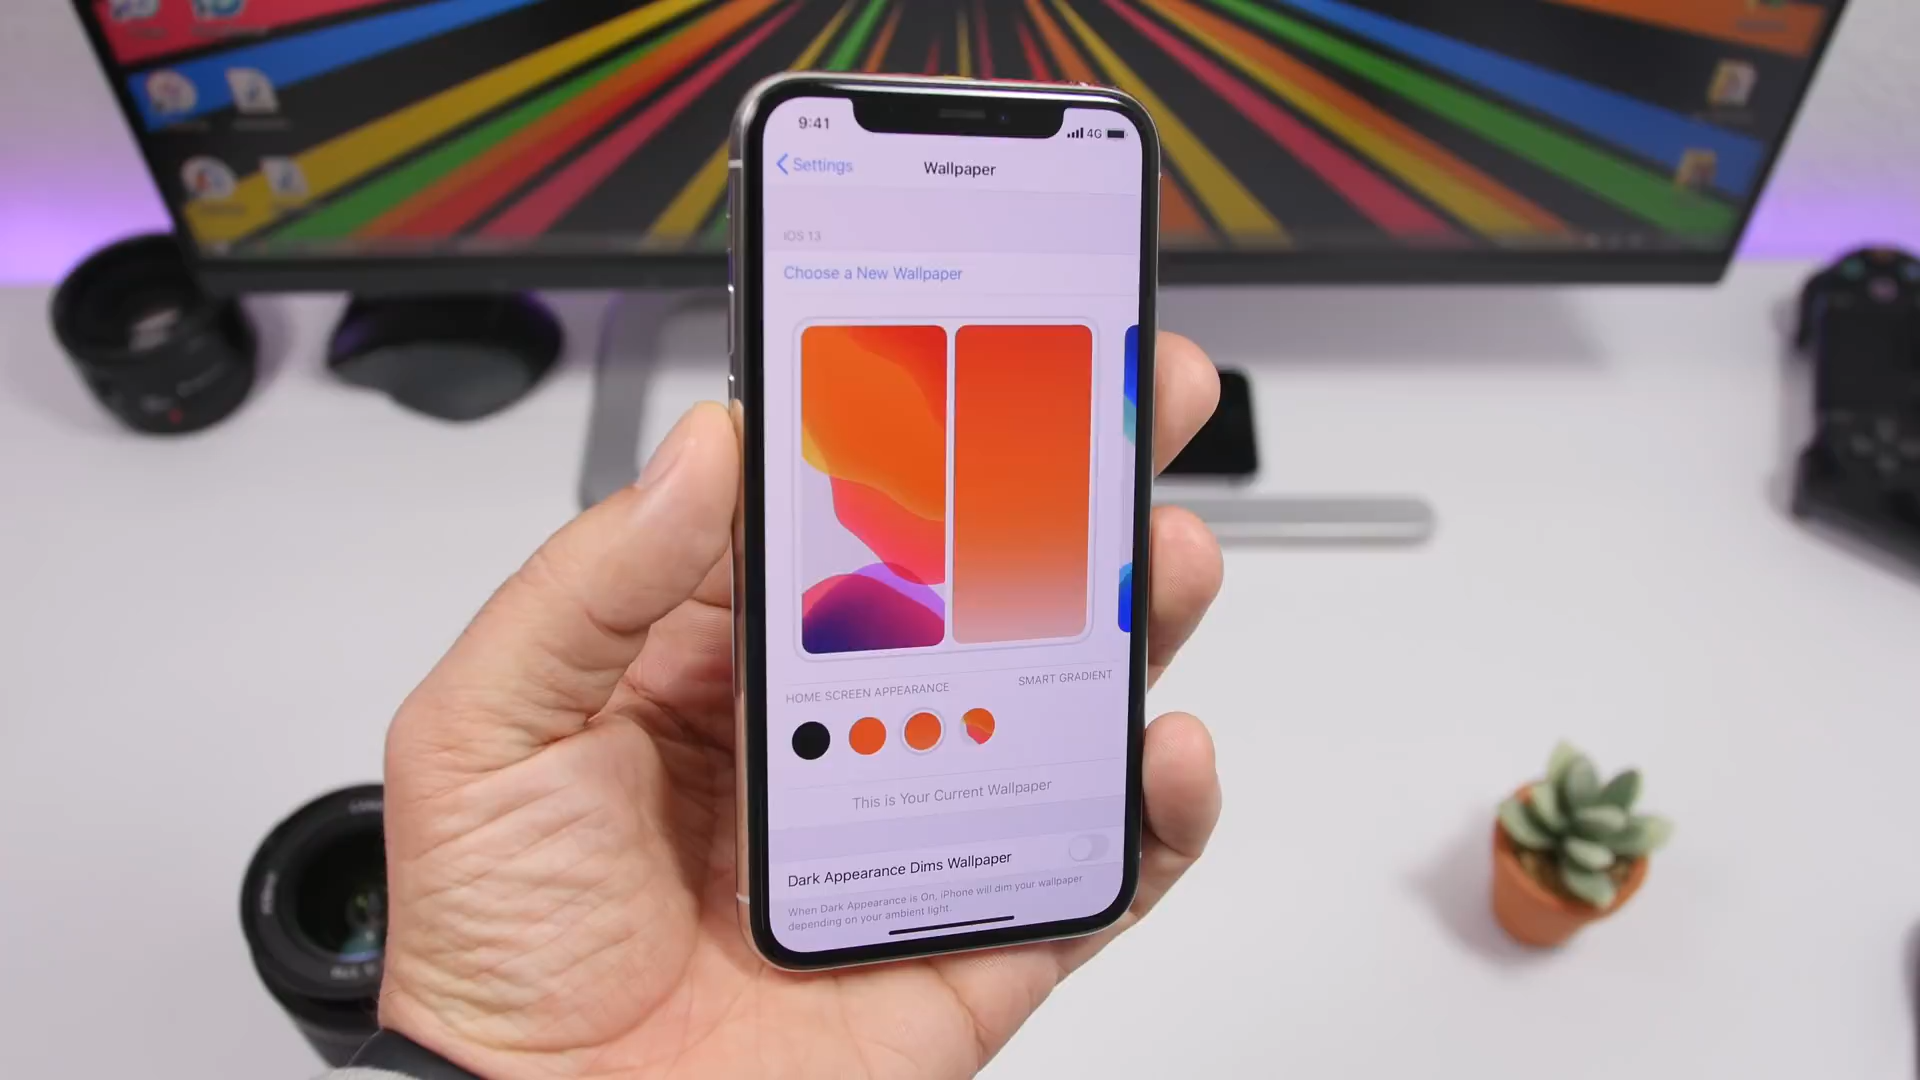 9:41
4G
Settings
Wallpaper
iOS 13
Choose a New Wallpaper
HOME SCREEN APPEARANCE
SMART GRADIENT
This is Your Current Wallpaper
Dark Appearance Dims Wallpaper
When Dark Appearance is On, iPhone will dim your wallpaper
depending on your ambient light.